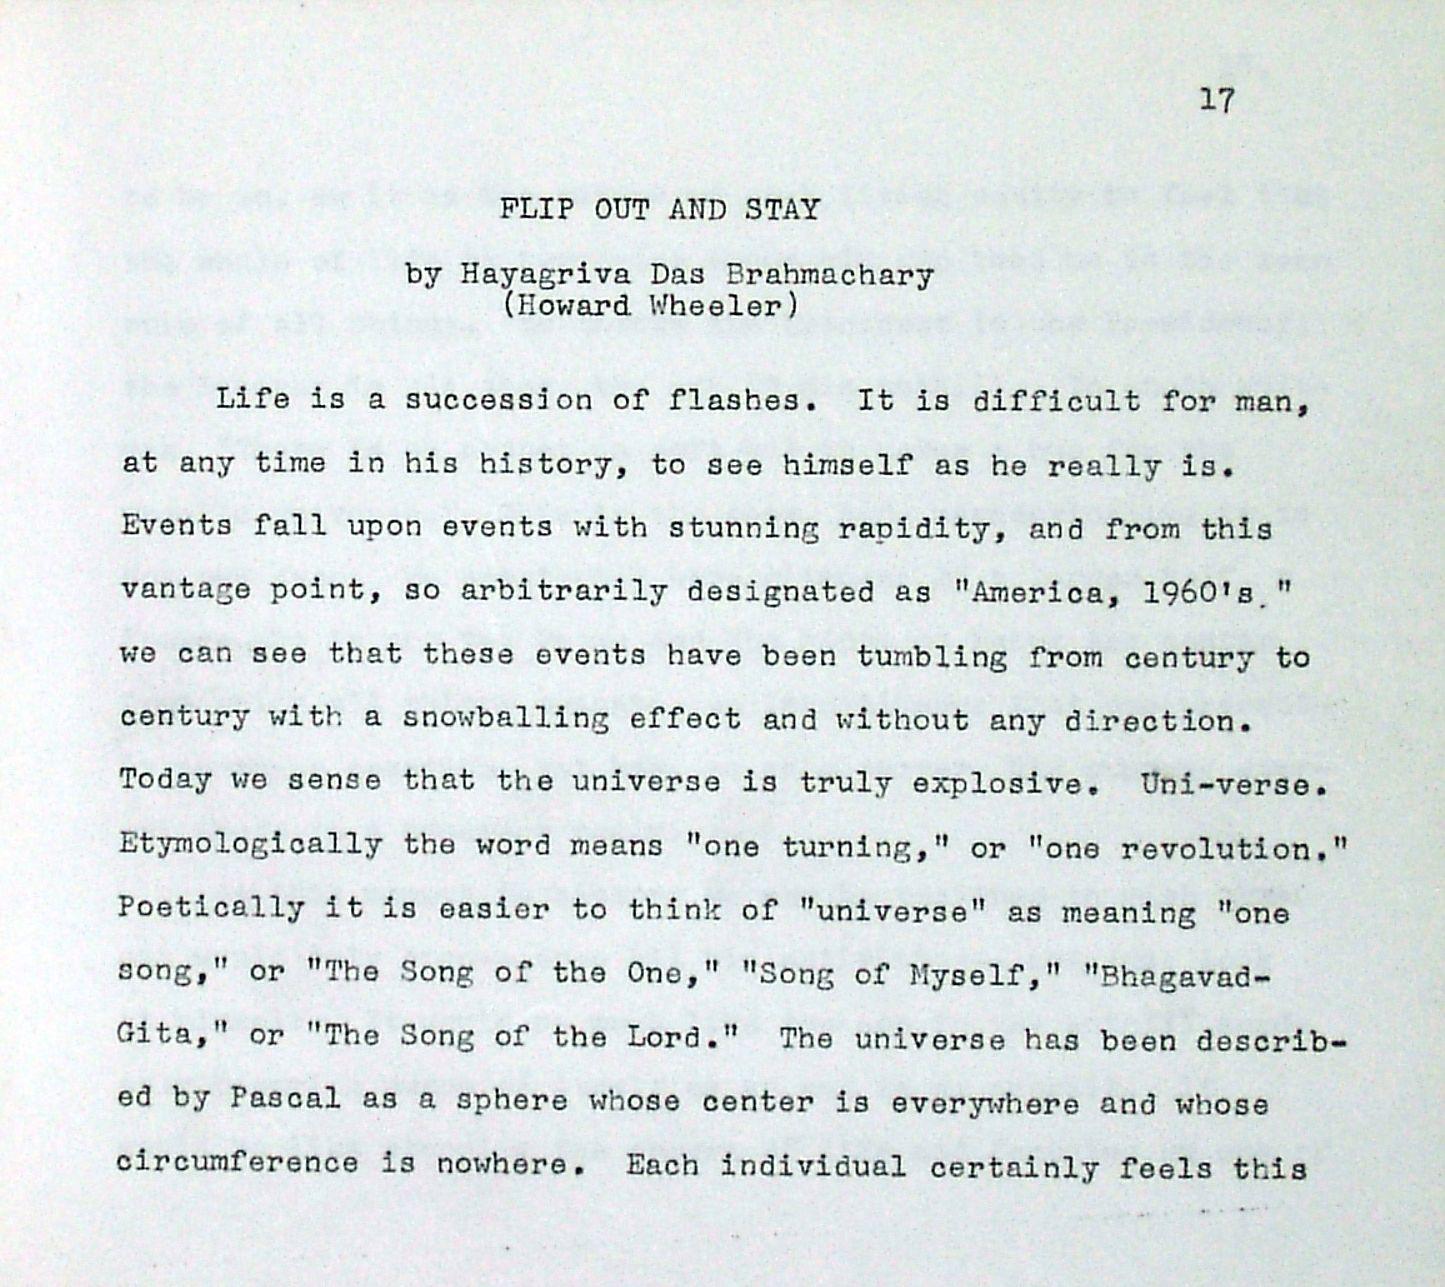 17
FLIP OUT AND STAY
by Hayagriva Das Brahmachary
(Howard Wheeler)
Life is a succession of flashes. It is difficult for man,
at any time in his history, to see himself as he really is.
Events fall upon events with stunning rapidity, and from this
vantage point, so arbitrarily designated as "America, 1960's."
we can see that these events have been tumbling from century to
century with a snowballing effect and without any direction.
Today we sense that the universe is truly explosive. Uni-verse.
Etymologically the word means "one turning," or "one revolution."
Poetically it is easier to think of "universe" as meaning "one
song," or "The Song of the One," "Song of Myself," "Bhagavad-
Gita," or "The Song of the Lord." The universe has been describ-
ed by Pascal as a sphere whose center is everywhere and whose
circumference is nowhere. Each individual certainly feels this